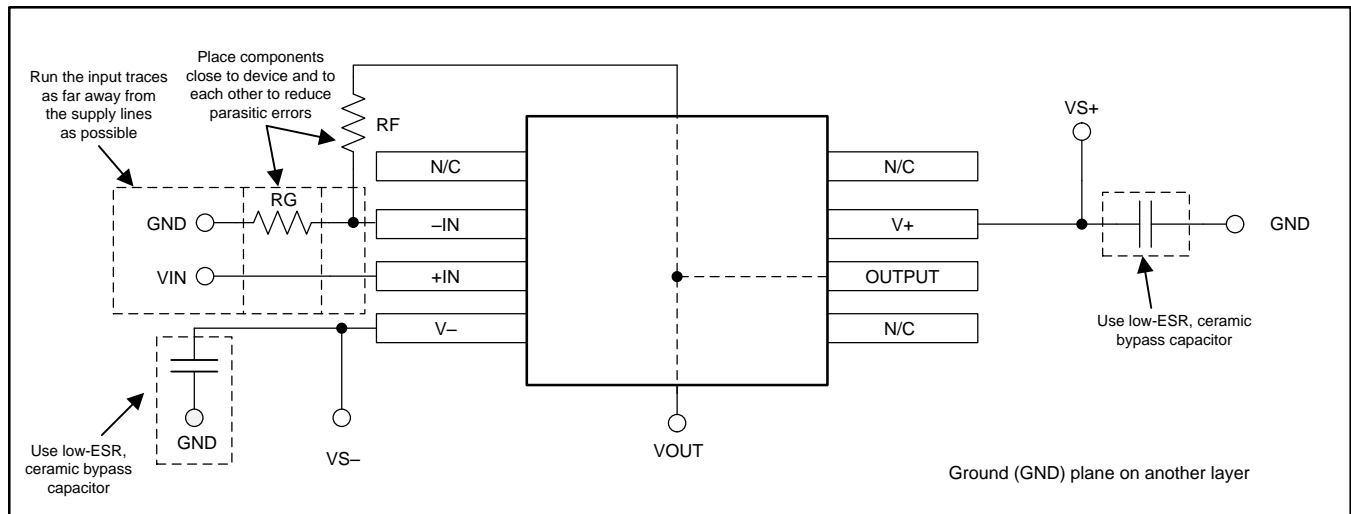 Run the input traces
as far away from
the supply lines
as possible
Place components
close to device and to
each other to reduce
parasitic errors
RF
VS+
N/C
N/C
RG
GND
–IN
V+
GND
VIN
+IN
OUTPUT
V–
N/C
Use low-ESR, ceramic
bypass capacitor
GND
VS–
VOUT
Use low-ESR,
ceramic bypass
capacitor
Ground (GND) plane on another layer